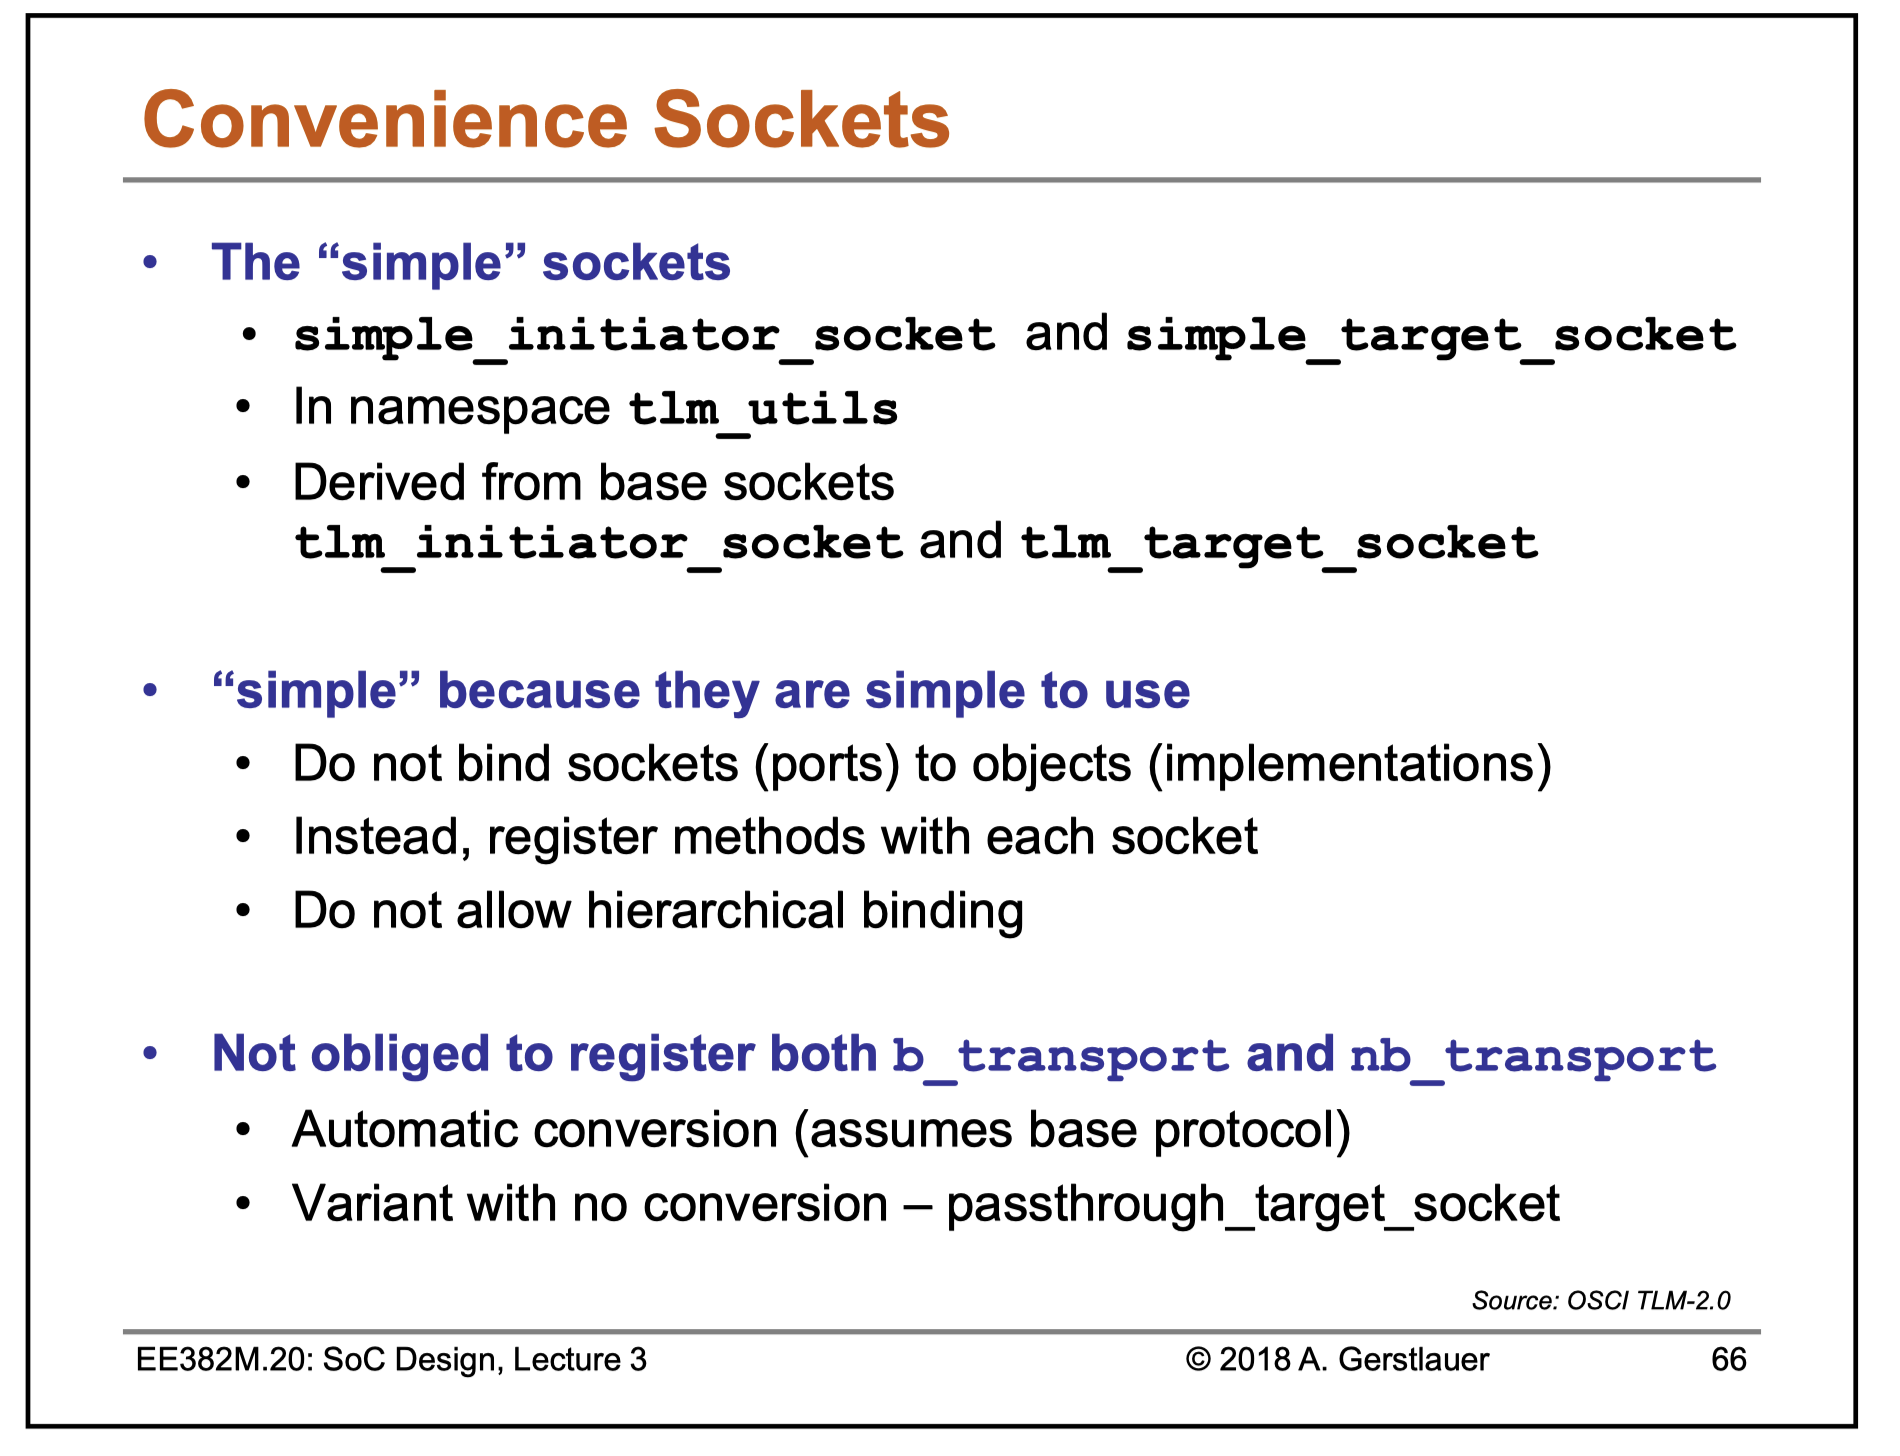 Convenience Sockets
• The “simple” sockets
• simple_initiator_socket and simple_target_socket
• In namespace tlm_utils
• Derived from base sockets
tlm_initiator_socket and tlm_target_socket
• “simple” because they are simple to use
• Do not bind sockets (ports) to objects (implementations)
• Instead, register methods with each socket
• Do not allow hierarchical binding
• Not obliged to register both b_transport and nb_transport
• Automatic conversion (assumes base protocol)
• Variant with no conversion – passthrough_target_socket
Source: OSCI TLM-2.0
EE382M.20: SoC Design, Lecture 3 © 2018 A. Gerstlauer 66